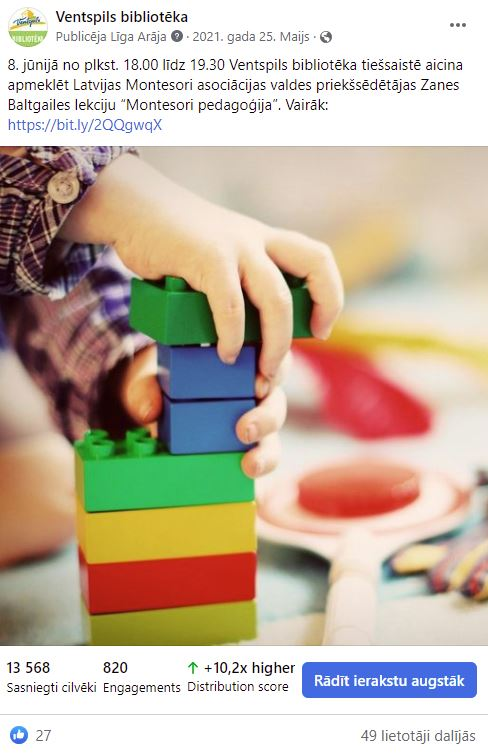 Ventspils bibliotēka
Publicēja Līga Arāja · 2021. gada 25. Maijs ·
8. jūnijā no plkst. 18.00 līdz 19.30 Ventspils bibliotēka tiešsaistē aicina
apmeklēt Latvijas Montesori asociācijas valdes priekšsēdētājas Zanes
Baltgailes lekciju “Montesori pedagoģija”. Vairāk:
https://bit.ly/2QQgwqX
13 568 820 +10,2x higher
Sasniegti cilvēki Engagements Distribution score
Rādīt ierakstu augstāk
27 49 lietotāji dalījās